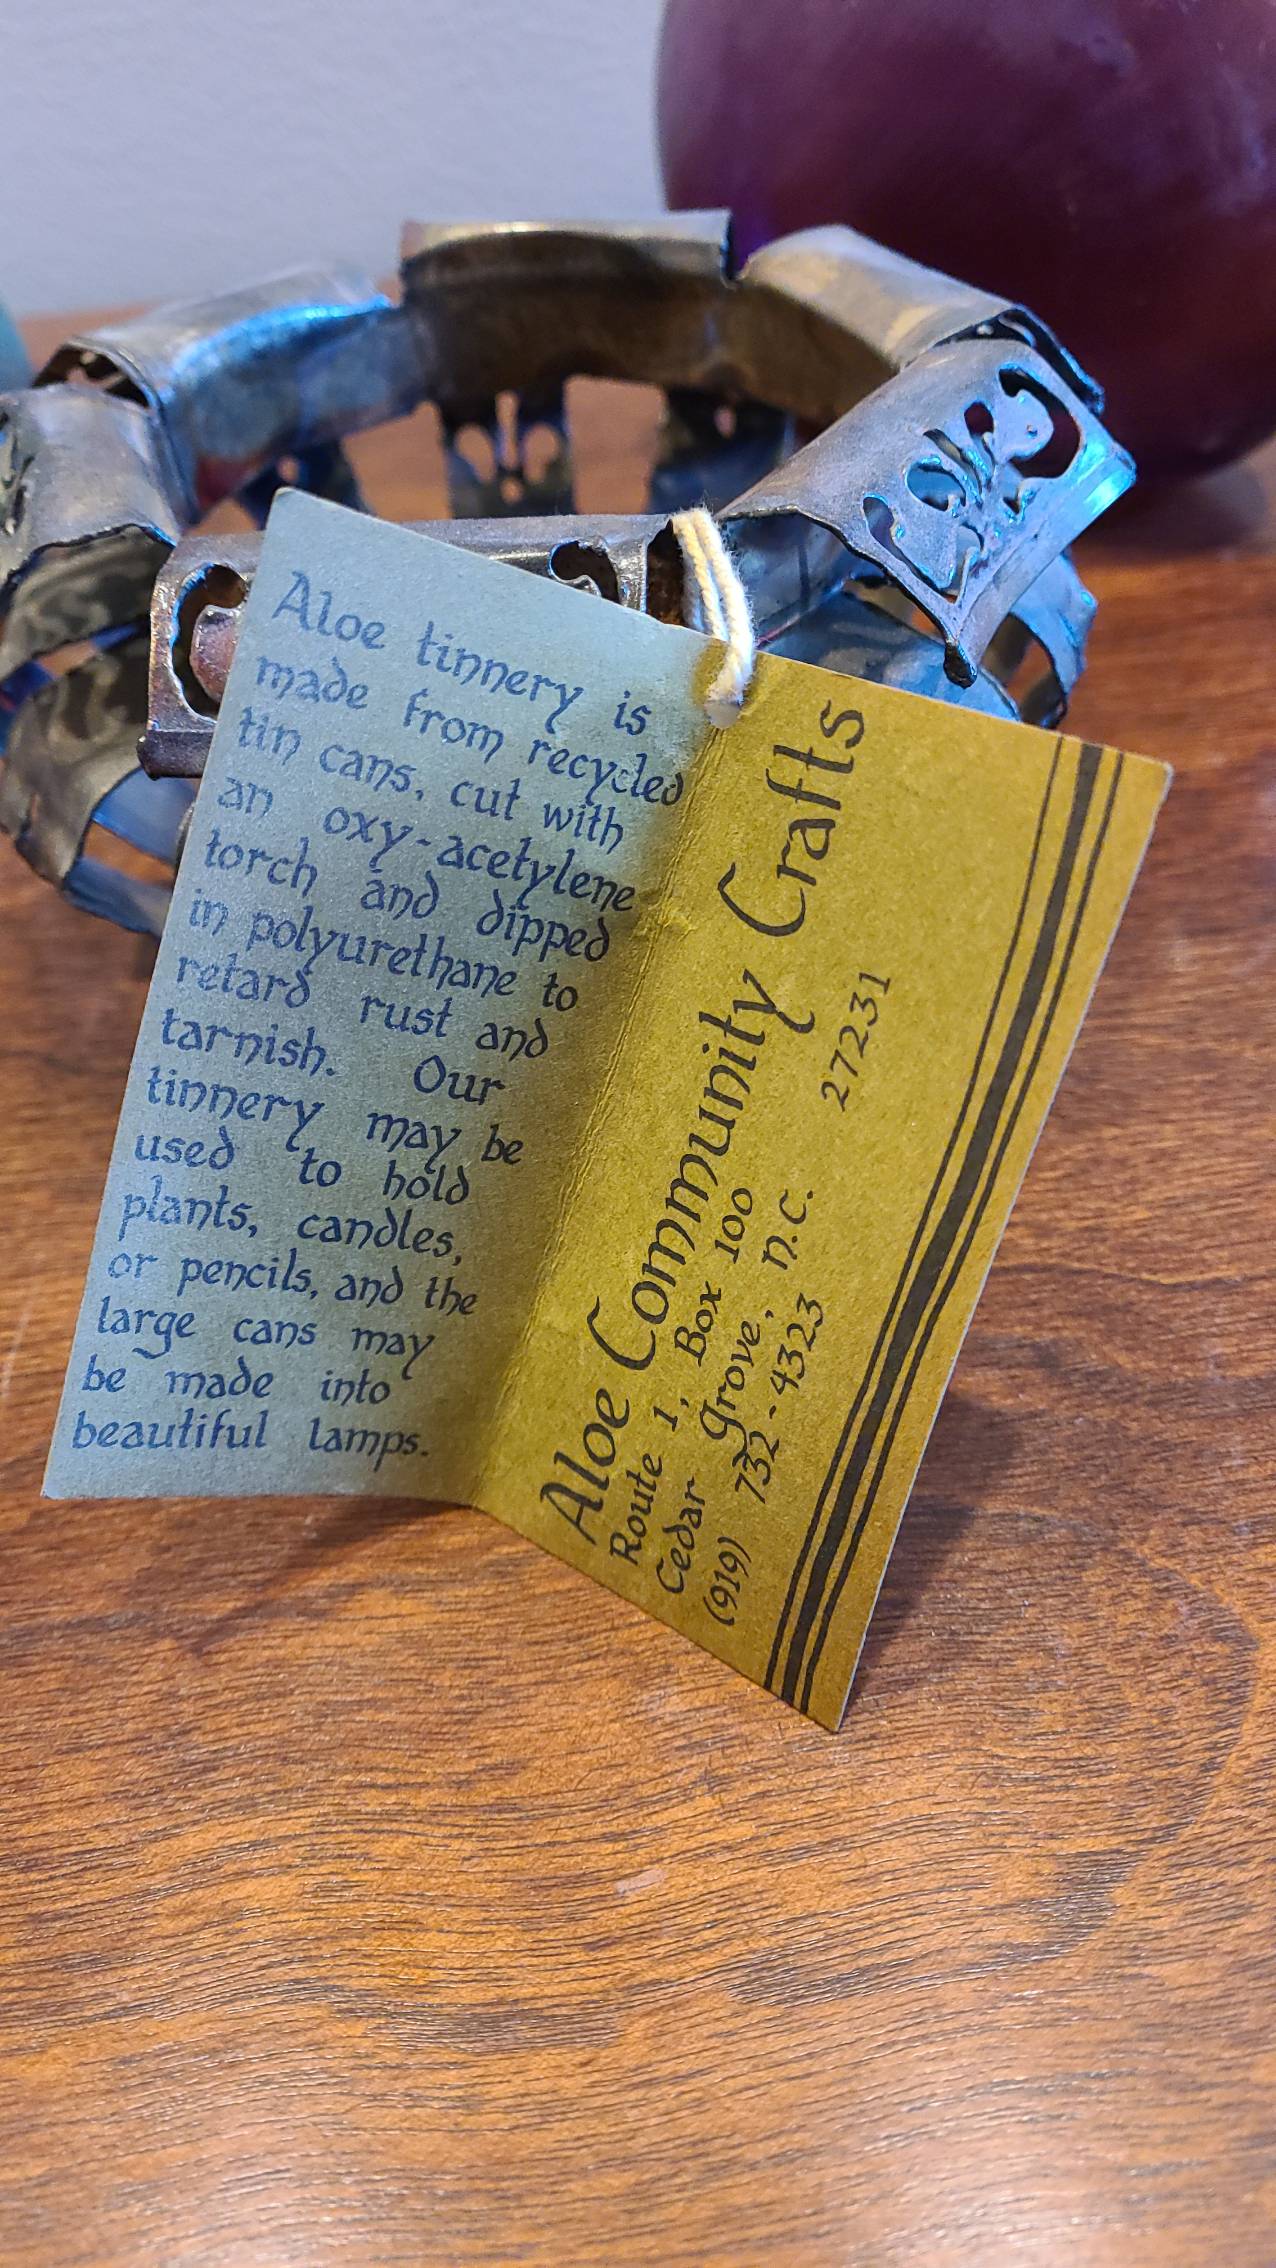 Aloe tinnery is
made from recycled
tin cans, cut with
an oxy-acetylene
torch and dipped
in polyurethane to
retard rust and
tarnish. Our
tinnery may be
used to hold
plants, candles,
or pencils, and the
large cans may
be made into
beautiful lamps.
Aloe Community Crafts
Route 1, Box 100
Cedar Grove, N.C. 27231
(919) 732-4323